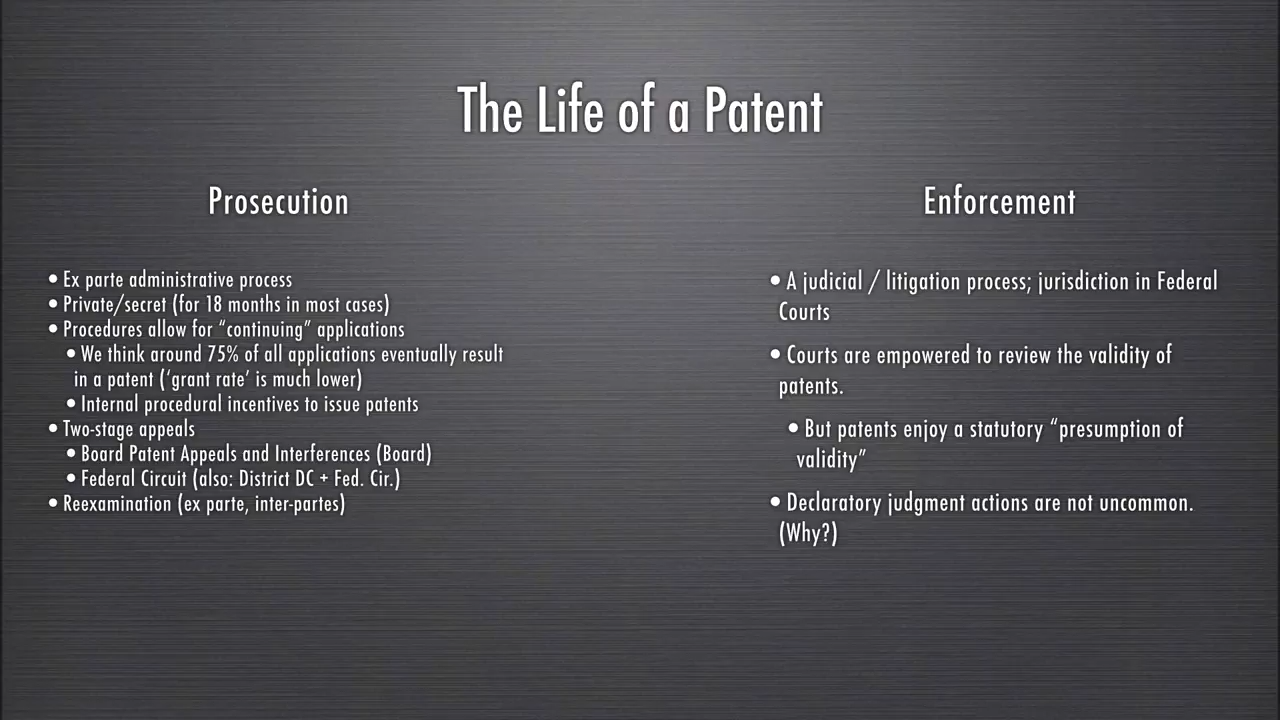 The Life of a Patent
Prosecution
• Ex parte administrative process
• Private/secret (for 18 months in most cases)
• Procedures allow for “continuing” applications
• We think around 75% of all applications eventually result
in a patent (‘grant rate’ is much lower)
• Internal procedural incentives to issue patents
• Two-stage appeals
• Board Patent Appeals and Interferences (Board)
• Federal Circuit (also: District DC + Fed. Cir.)
• Reexamination (ex parte, inter-partes)
Enforcement
• A judicial / litigation process; jurisdiction in Federal
Courts
• Courts are empowered to review the validity of
patents.
• But patents enjoy a statutory “presumption of
validity”
• Declaratory judgment actions are not uncommon.
(Why?)